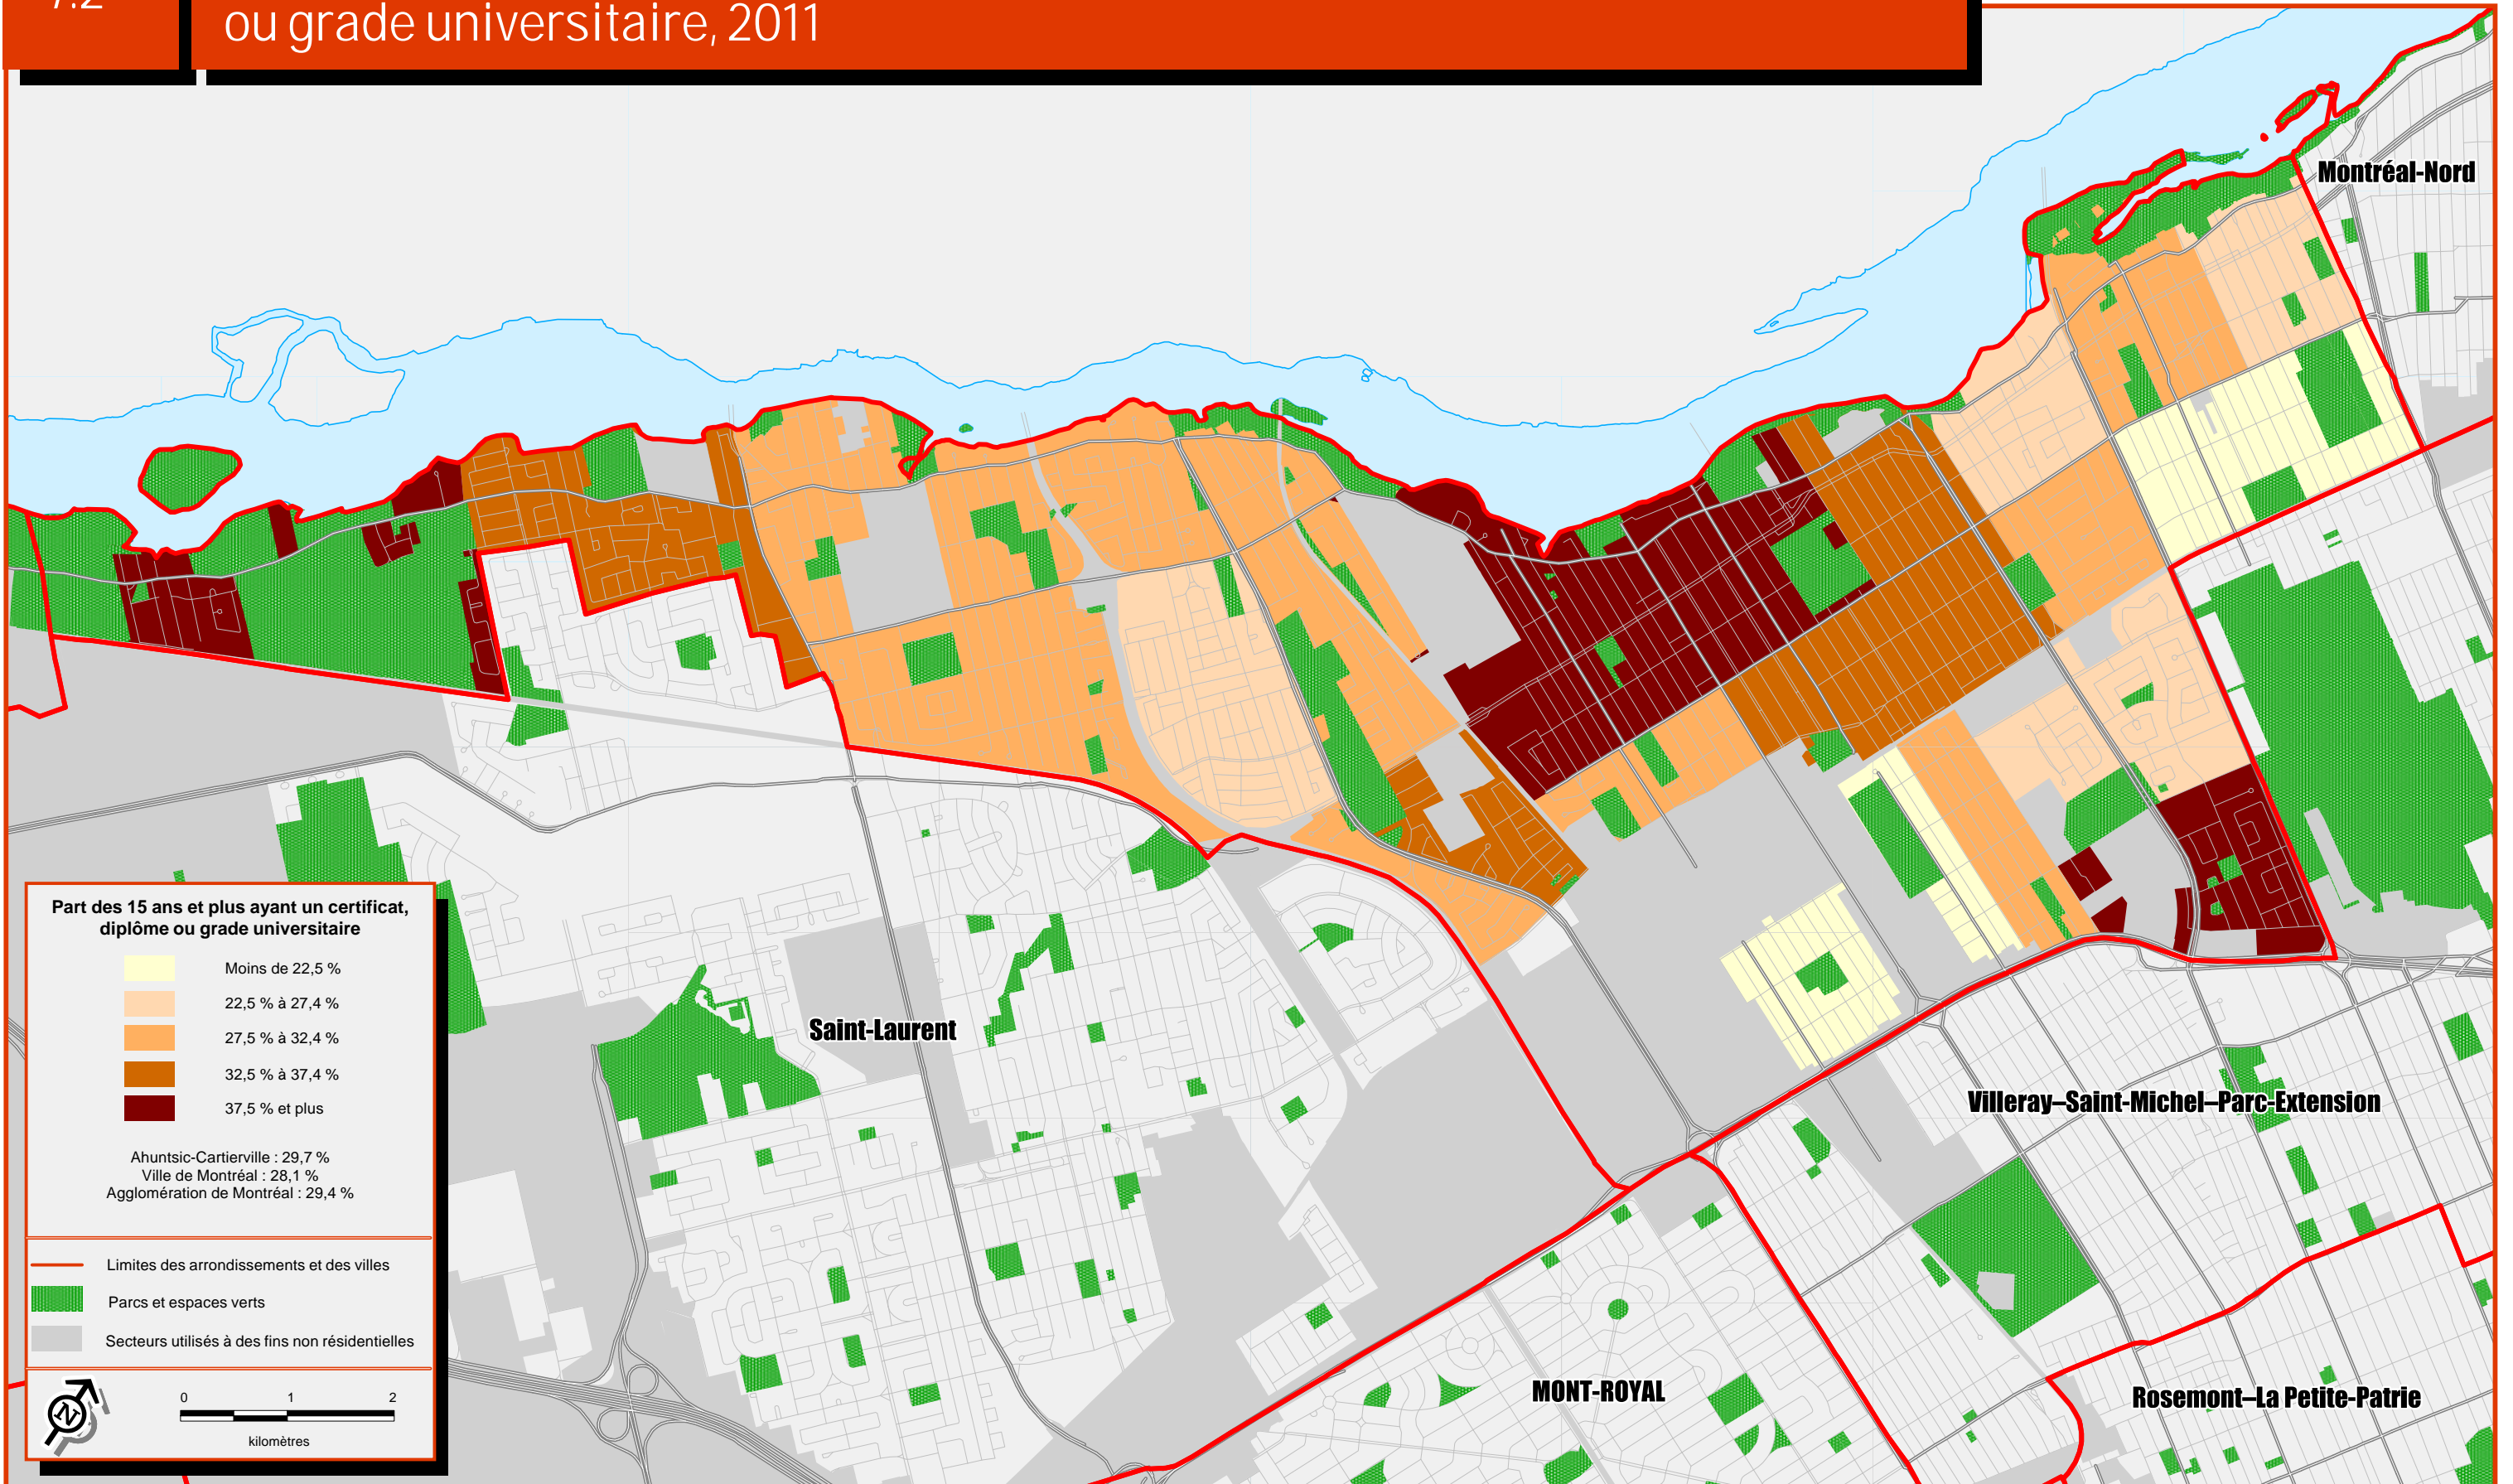 7.2
ou grade universitaire, 2011
Montréal-Nord
Saint-Laurent
Villeray–Saint-Michel–Parc-Extension
MONT-ROYAL
Rosemont–La Petite-Patrie
Part des 15 ans et plus ayant un certificat,
diplôme ou grade universitaire
Moins de 22,5 %
22,5 % à 27,4 %
27,5 % à 32,4 %
32,5 % à 37,4 %
37,5 % et plus
Ahuntsic-Cartierville : 29,7 %
Ville de Montréal : 28,1 %
Agglomération de Montréal : 29,4 %
Limites des arrondissements et des villes
Parcs et espaces verts
Secteurs utilisés à des fins non résidentielles
N
0 1 2
kilomètres